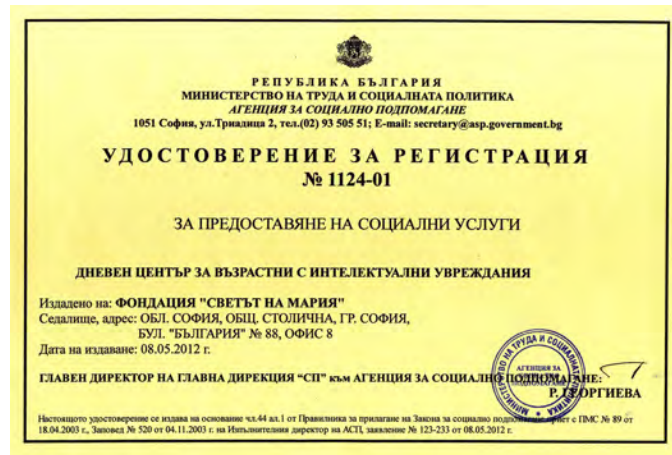 РЕПУБЛИКА БЪЛГАРИЯ
МИНИСТЕРСТВО НА ТРУДА И СОЦИАЛНАТА ПОЛИТИКА
АГЕНЦИЯ ЗА СОЦИАЛНО ПОДПОМАГАНЕ
1051 София, ул.Триадица 2, тел.(02) 93 505 51; E-mail: secretary@asp.government.bg
УДОСТОВЕРЕНИЕ ЗА РЕГИСТРАЦИЯ
№ 1124-01
ЗА ПРЕДОСТАВЯНЕ НА СОЦИАЛНИ УСЛУГИ
ДНЕВЕН ЦЕНТЪР ЗА ВЪЗРАСТНИ С ИНТЕЛЕКТУАЛНИ УВРЕЖДАНИЯ
Издадено на: ФОНДАЦИЯ "СВЕТЪТ НА МАРИЯ"
Седалище, адрес: ОБЛ. СОФИЯ, ОБЩ. СТОЛИЧНА, ГР. СОФИЯ,
БУЛ. "БЪЛГАРИЯ" № 88, ОФИС 8
Дата на издаване: 08.05.2012 г.
ГЛАВЕН ДИРЕКТОР НА ГЛАВНА ДИРЕКЦИЯ “СП” към АГЕНЦИЯ ЗА СОЦИАЛНО ПОДПОМАГАНЕ:
Р. ГЕОРГИЕВА
Настоящото удостоверение се издава на основание чл.44 ал.1 от Правилника за прилагане на Закона за социално подпомагане приет с ПМС № 89 от
18.04.2003 г., Заповед № 520 от 04.11.2003 г. на Изпълнителния директор на АСП, заявление № 123-233 от 08.05.2012 г.